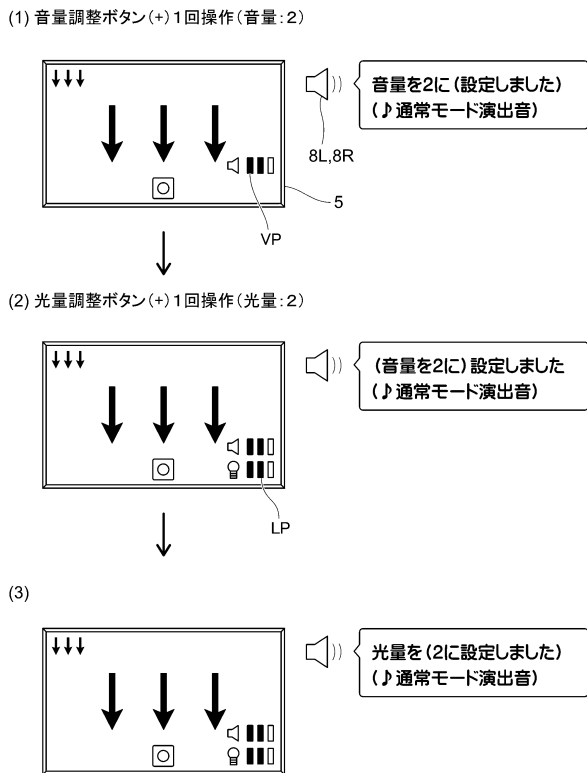 (1) 音量調整ボタン(+)1回操作(音量:2)
音量を2に(設定しました)
(♪通常モード演出音)
8L,8R
5
VP
(2) 光量調整ボタン(+)1回操作(光量:2)
(音量を2に)設定しました
(♪通常モード演出音)
LP
(3)
光量を(2に設定しました)
(♪通常モード演出音)